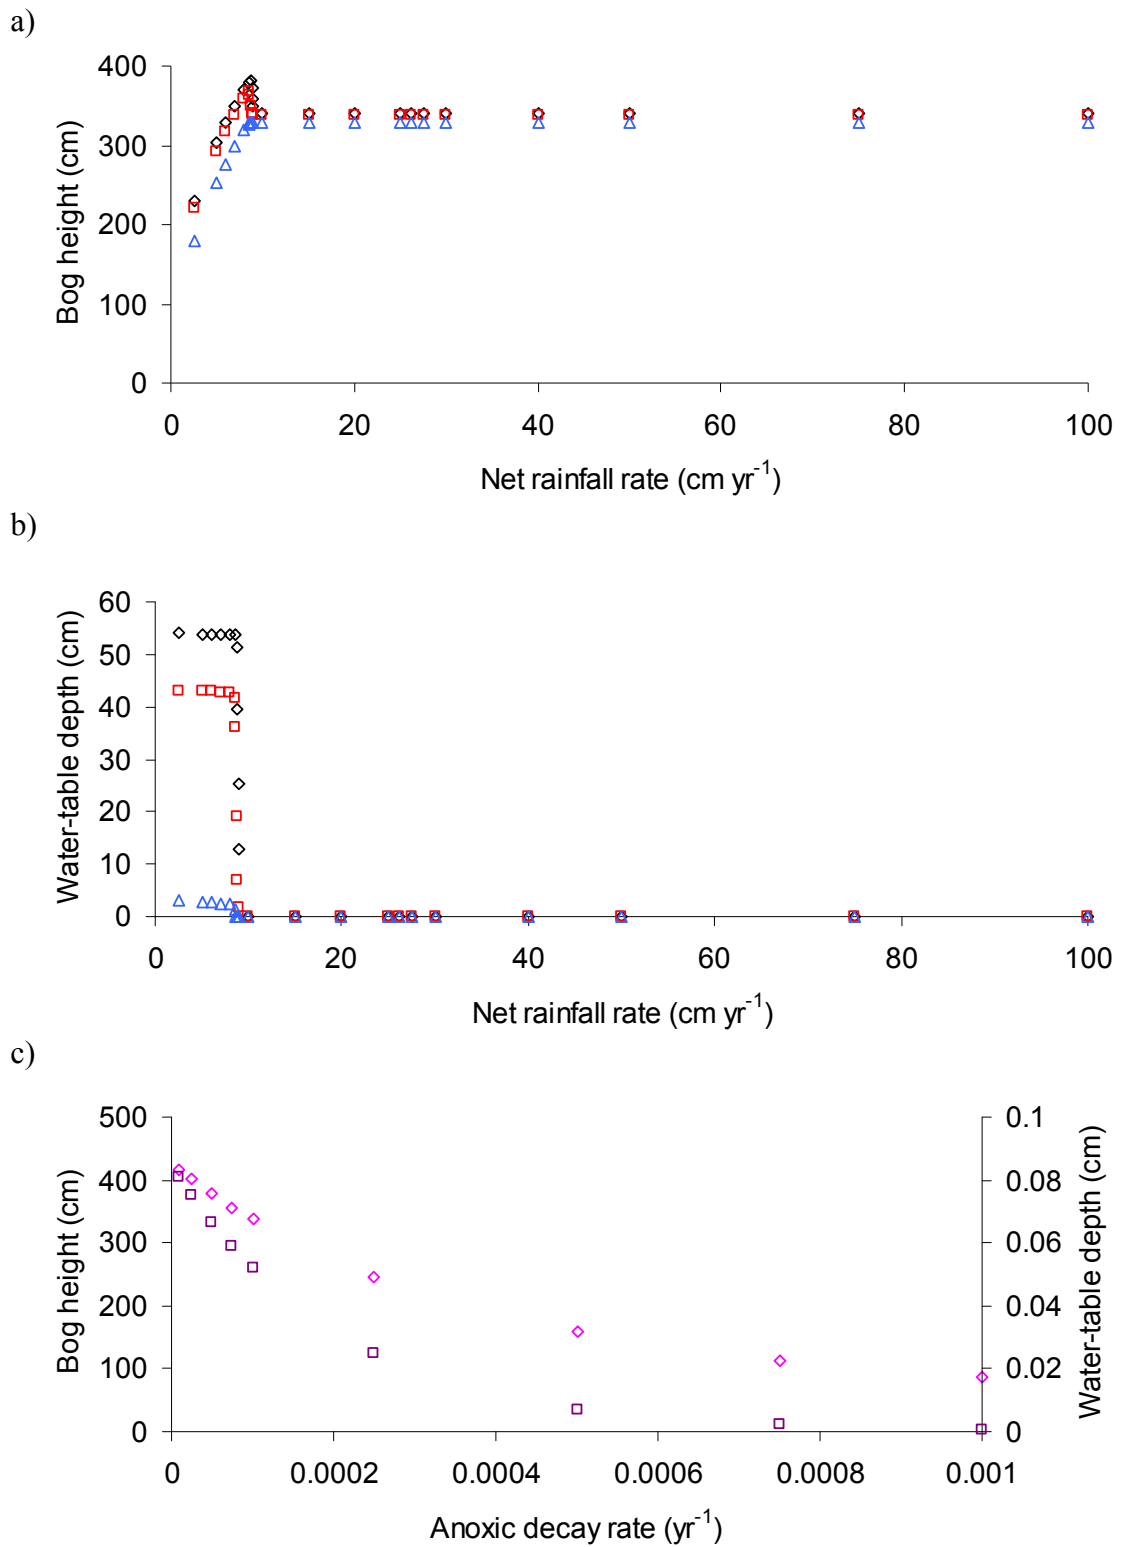 a)
400
300
200
100
0
Bog height (cm)
0 20 40 60 80 100
Net rainfall rate (cm yr⁻¹)
b)
60
50
40
30
20
10
0
Water-table depth (cm)
0 20 40 60 80 100
Net rainfall rate (cm yr⁻¹)
c)
500 0.1
400 0.08
300 0.06
200 0.04
100 0.02
0 0
Bog height (cm)
Water-table depth (cm)
0 0.0002 0.0004 0.0006 0.0008 0.001
Anoxic decay rate (yr⁻¹)